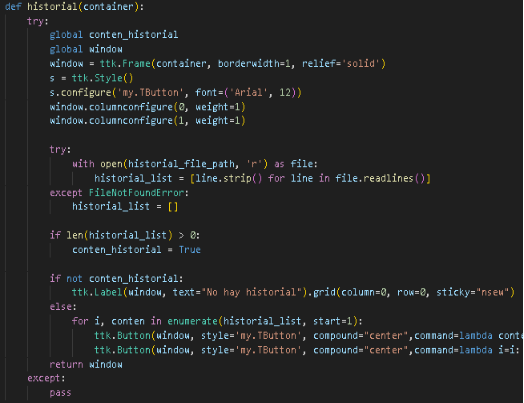 def historial(container):
    try:
        global conten_historial
        global window
        window = ttk.Frame(container, borderwidth=1, relief='solid')
        s = ttk.Style()
        s.configure('my.TButton', font=('Arial', 12))
        window.columnconfigure(0, weight=1)
        window.columnconfigure(1, weight=1)

        try:
            with open(historial_file_path, 'r') as file:
                historial_list = [line.strip() for line in file.readlines()]
        except FileNotFoundError:
            historial_list = []

        if len(historial_list) > 0:
            conten_historial = True

        if not conten_historial:
            ttk.Label(window, text="No hay historial").grid(column=0, row=0, sticky="nsew")
        else:
            for i, conten in enumerate(historial_list, start=1):
                ttk.Button(window, style='my.TButton', compound="center",command=lambda conte
                ttk.Button(window, style='my.TButton', compound="center",command=lambda i=i:
        return window
    except:
        pass